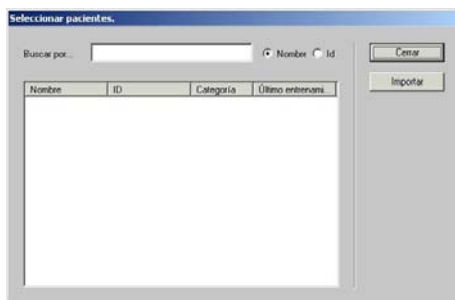 Seleccionar pacientes.
Buscar por... Nombre Id Cerrar
Importar
Nombre ID Categoría Último entrenami...